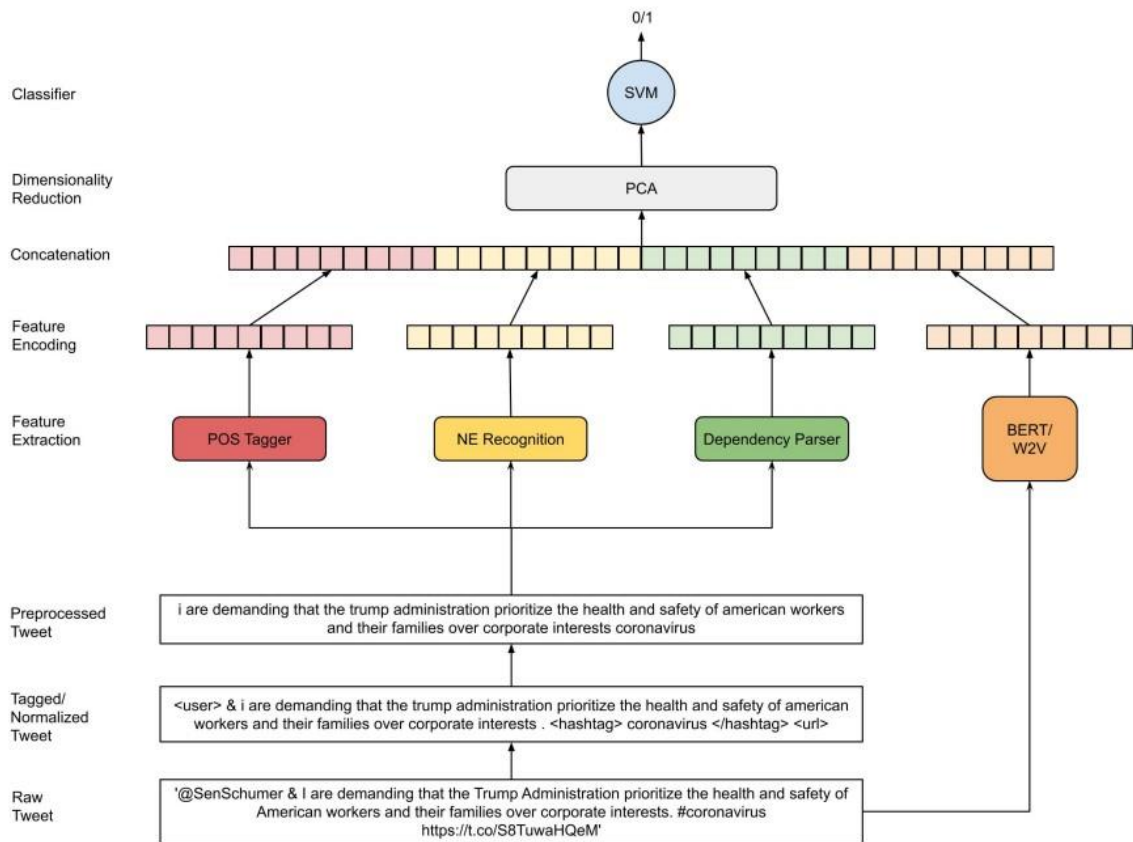 0/1
Classifier
SVM
Dimensionality
Reduction
PCA
Concatenation
Feature
Encoding
Feature
Extraction
POS Tagger
NE Recognition
Dependency Parser
BERT/
W2V
Preprocessed
Tweet
i are demanding that the trump administration prioritize the health and safety of american workers
and their families over corporate interests coronavirus
Tagged/
Normalized
Tweet
<user> & i are demanding that the trump administration prioritize the health and safety of american
workers and their families over corporate interests . <hashtag> coronavirus </hashtag> <url>
Raw
Tweet
'@SenSchumer & I are demanding that the Trump Administration prioritize the health and safety of
American workers and their families over corporate interests. #coronavirus
https://t.co/S8TuwaHQeM'